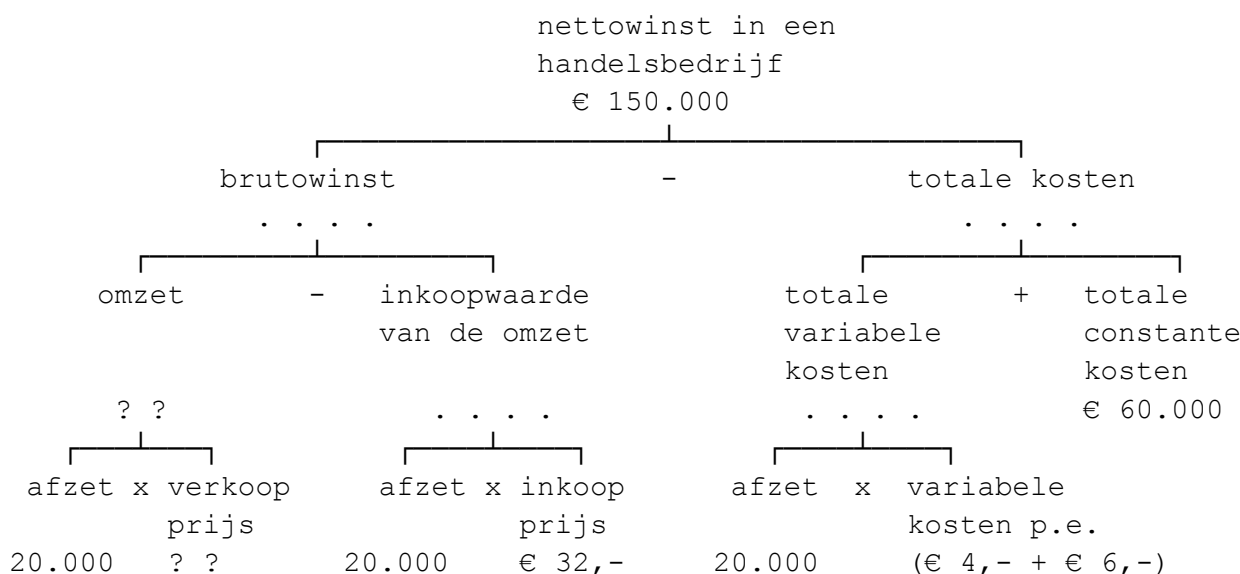 nettowinst in een
handelsbedrijf
€ 150.000
brutowinst - totale kosten
. . . . . . . .
omzet - inkoopwaarde totale + totale
van de omzet variabele constante
kosten kosten
? ? . . . . . . . . € 60.000
afzet x verkoop afzet x inkoop afzet x variabele
prijs prijs kosten p.e.
20.000 ? ? 20.000 € 32,- 20.000 (€ 4,- + € 6,-)